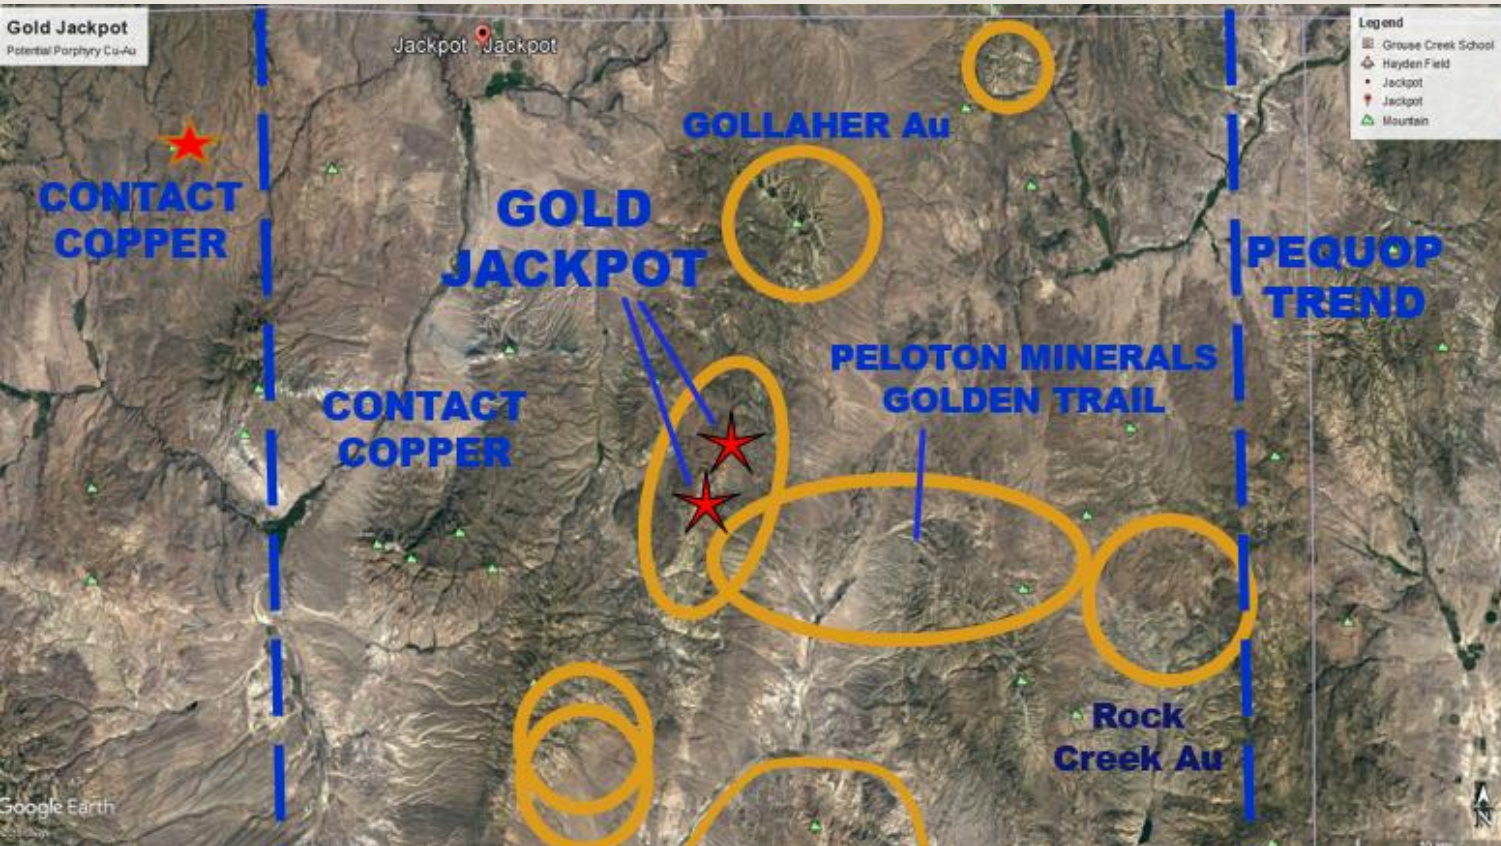 Gold Jackpot
Potential Porphyry Cu-Au
Jackpot Jackpot
Legend
Grouse Creek School
Hayden Field
Jackpot
Jackpot
Mountain
GOLLAHER Au
CONTACT
COPPER
GOLD
JACKPOT
PEQUOP
TREND
PELOTON MINERALS
GOLDEN TRAIL
CONTACT
COPPER
Rock
Creek Au
Google Earth
N